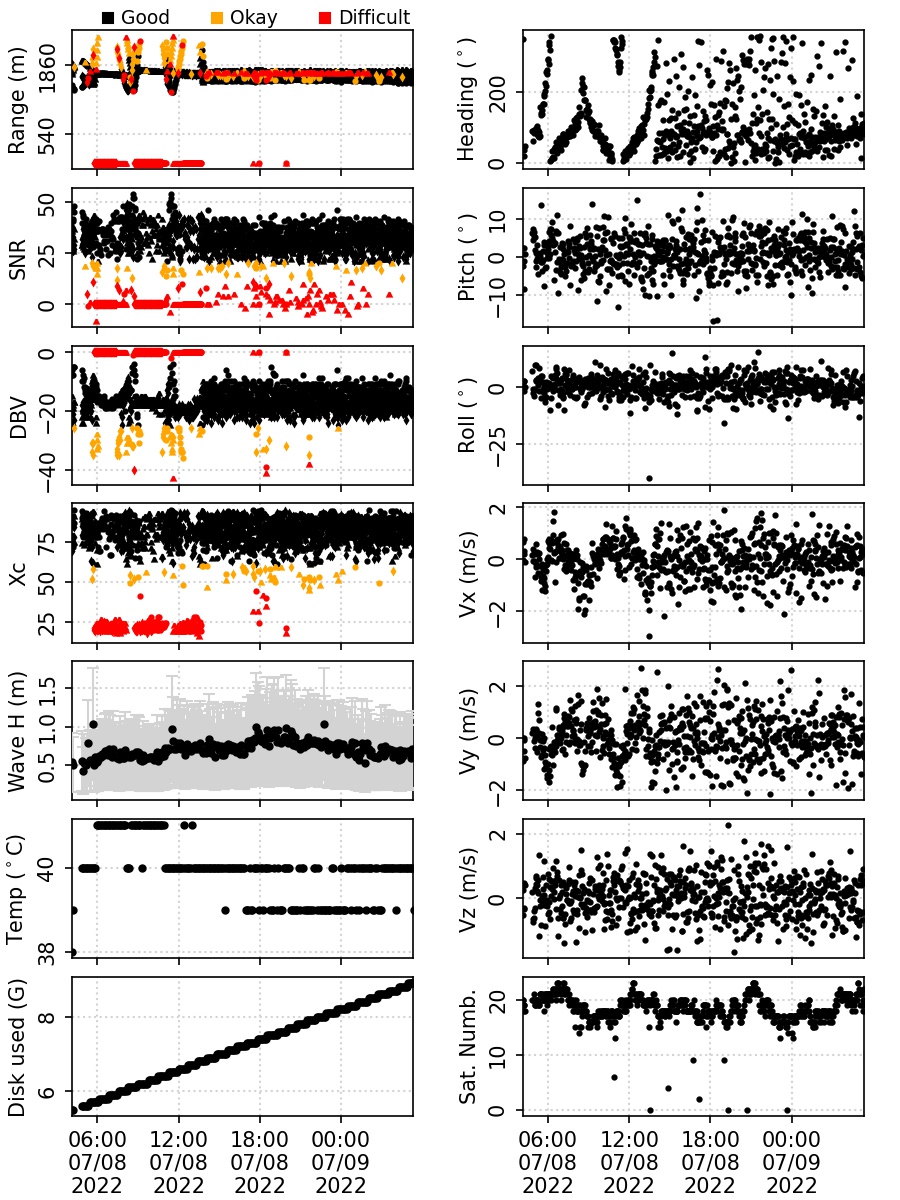 Good Okay Difficult
Range (m)
1860
540
Heading (°)
200
0
SNR
50
25
0
Pitch (°)
10
0
−10
DBV
0
−20
−40
Roll (°)
0
−25
Xc
75
50
25
Vx (m/s)
2
0
−2
Wave H (m)
1.5
1.0
0.5
Vy (m/s)
2
0
−2
Temp (°C)
40
38
Vz (m/s)
2
0
Disk used (G)
8
6
Sat. Numb.
20
10
0
06:00 12:00 18:00 00:00
07/08 07/08 07/08 07/09
2022 2022 2022 2022
06:00 12:00 18:00 00:00
07/08 07/08 07/08 07/09
2022 2022 2022 2022